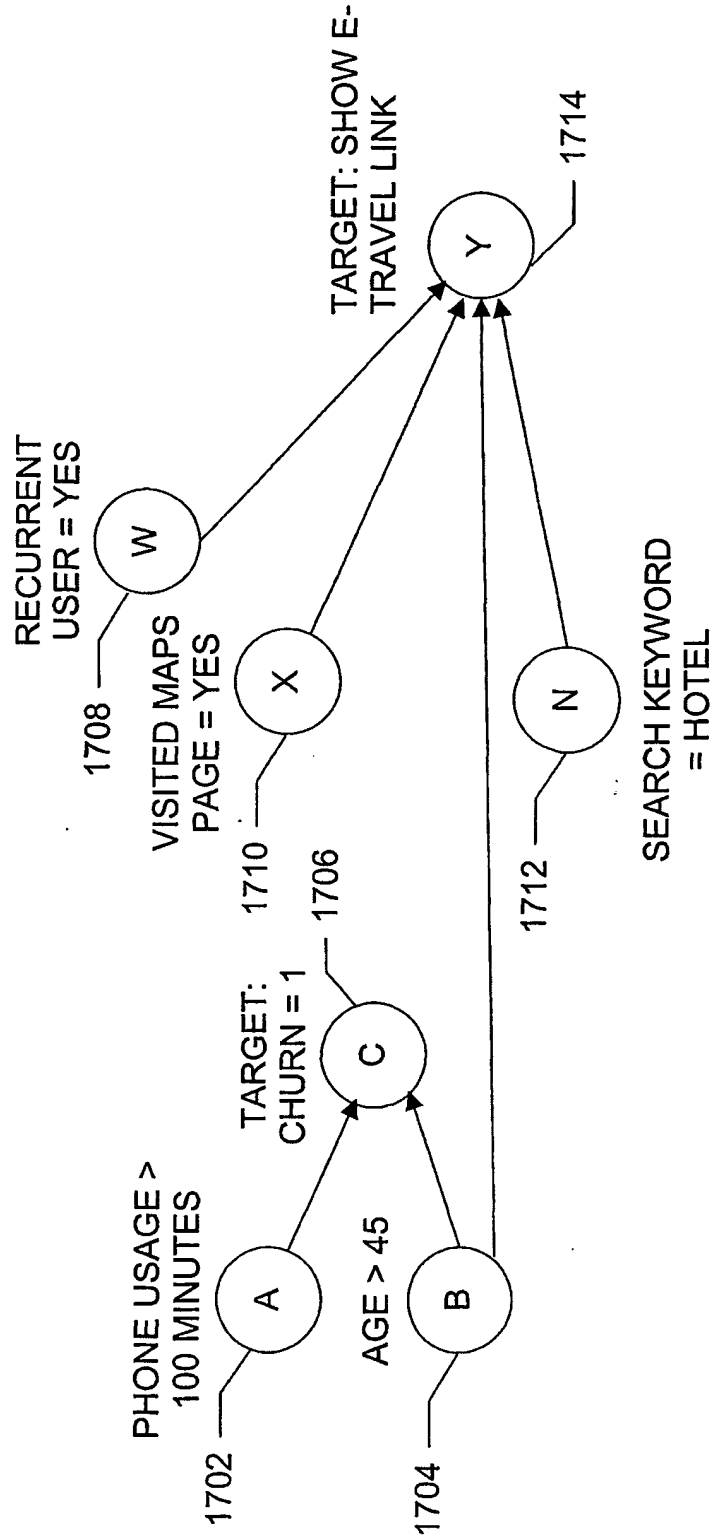 PHONE USAGE >
100 MINUTES
1702
A
AGE > 45
1704
B
TARGET:
CHURN = 1
1706
C
RECURRENT
USER = YES
1708
W
VISITED MAPS
PAGE = YES
1710
X
1712
N
SEARCH KEYWORD
= HOTEL
TARGET: SHOW E-
TRAVEL LINK
Y
1714